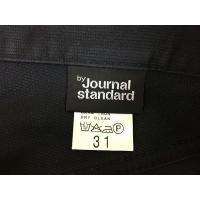 by Journal
standard
DRY CLEAN
P
31